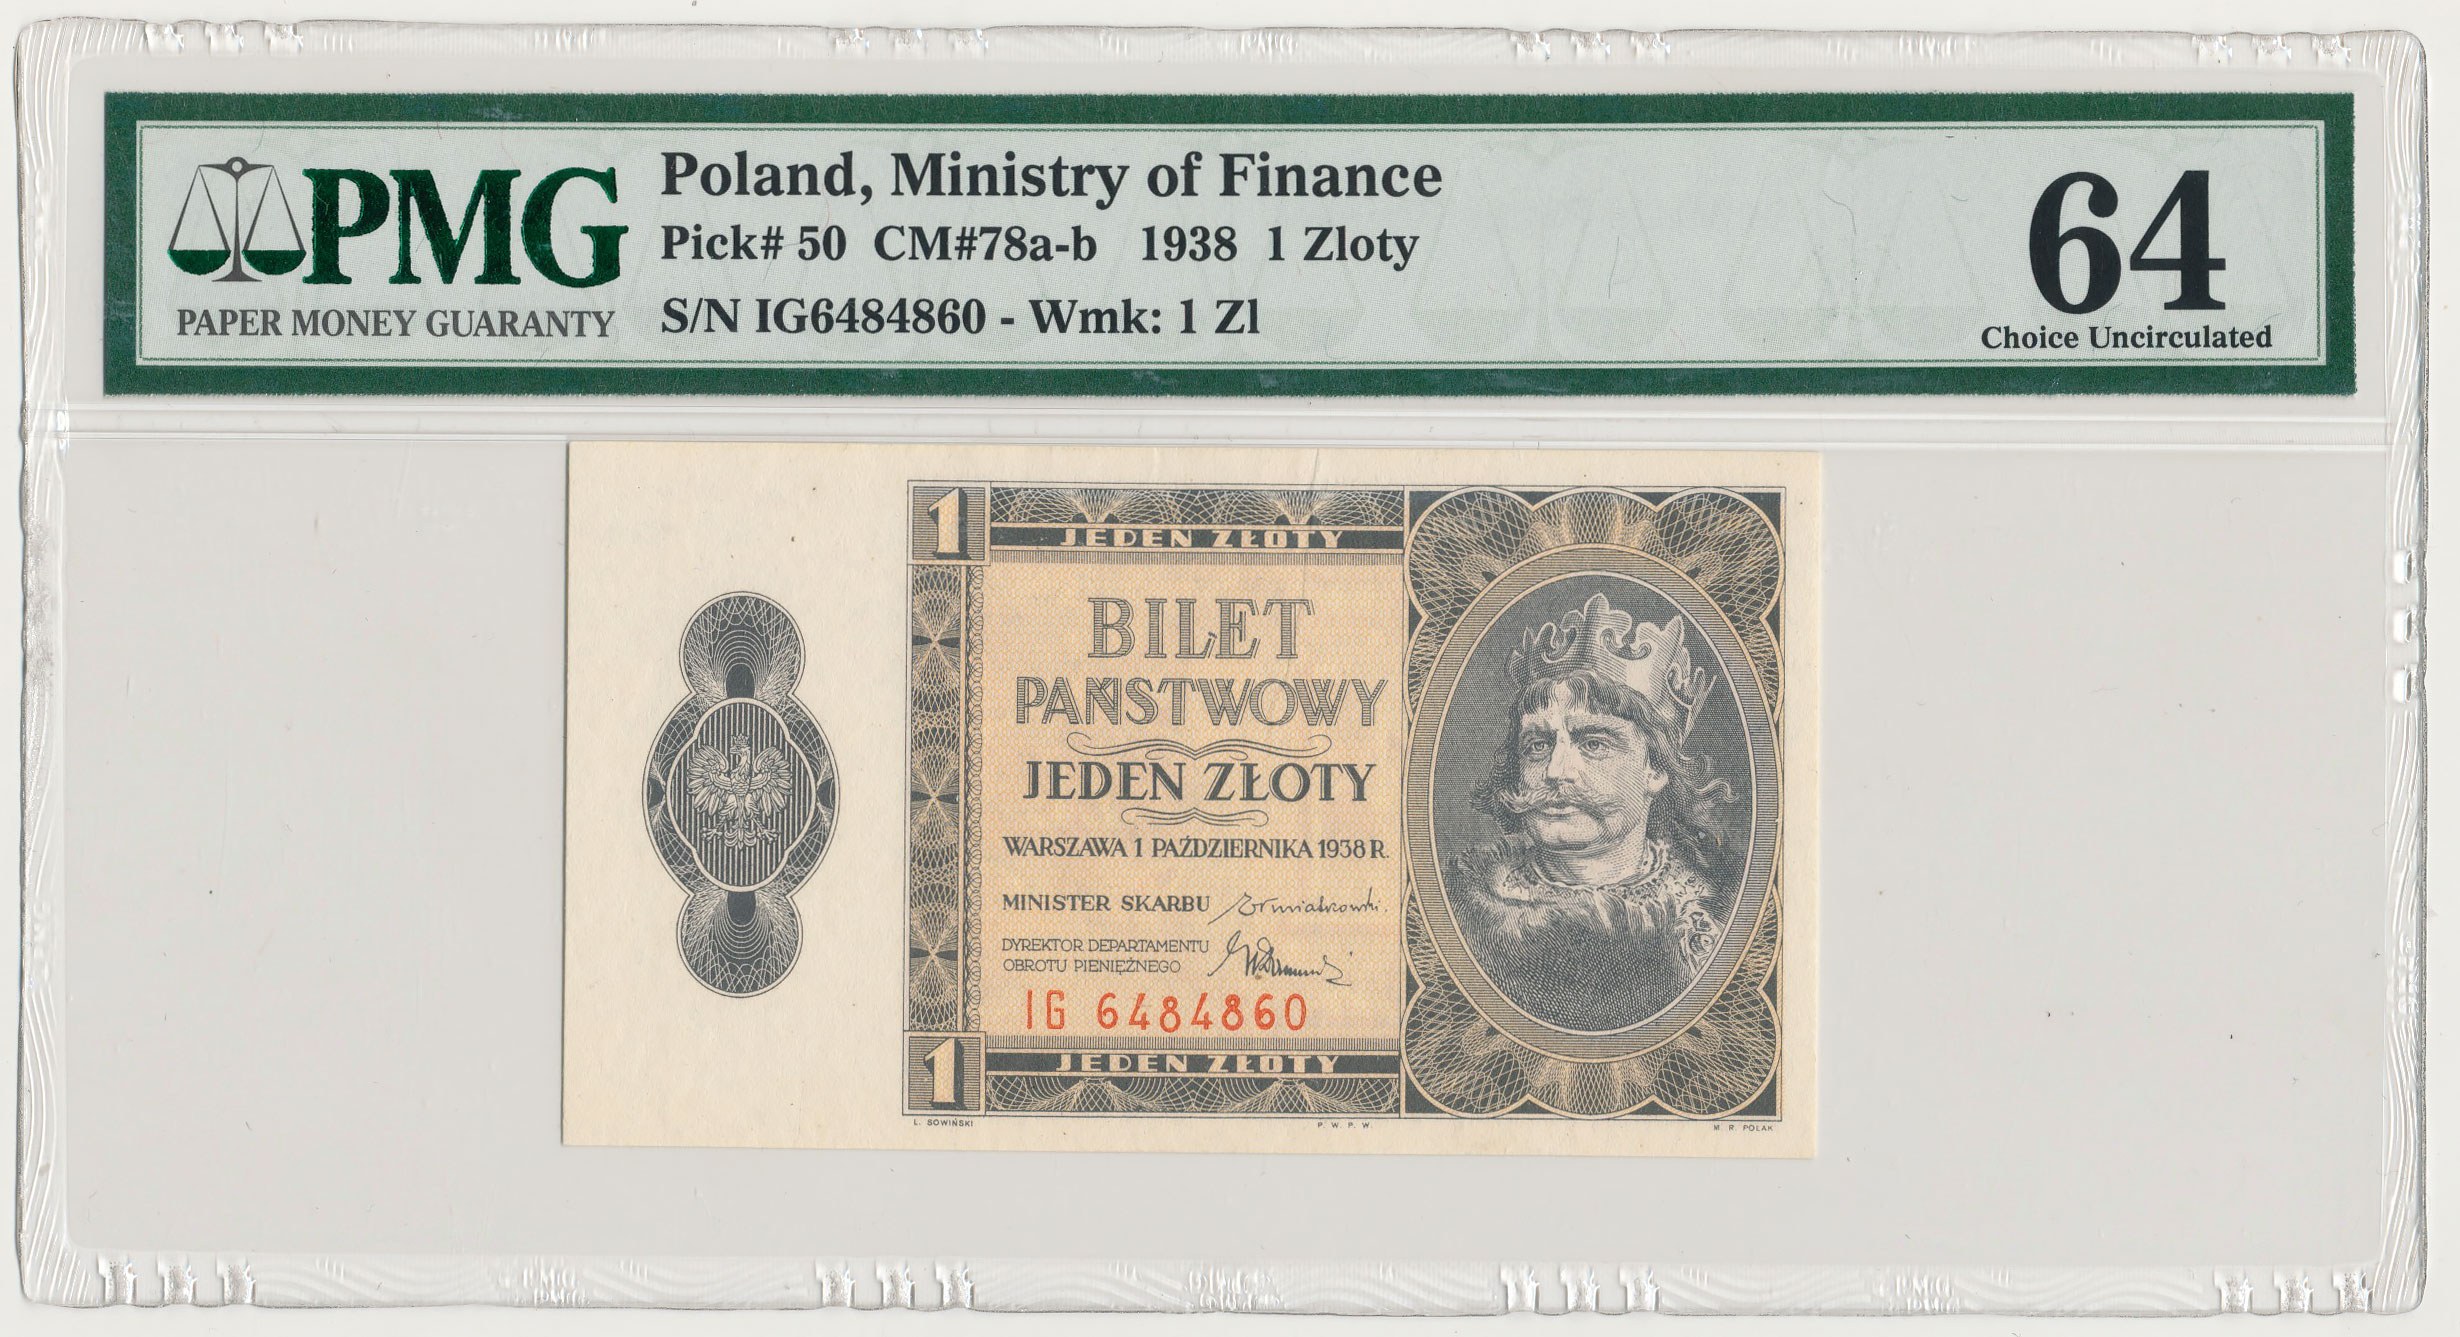 PMG
PAPER MONEY GUARANTY
Poland, Ministry of Finance
Pick# 50 CM#78a-b 1938 1 Zloty
S/N IG6484860 - Wmk: 1 Zl
64
Choice Uncirculated
1
JEDEN ZŁOTY
BILET
PAŃSTWOWY
JEDEN ZŁOTY
WARSZAWA 1 PAŹDZIERNIKA 1938 R.
MINISTER SKARBU
DYREKTOR DEPARTAMENTU
OBROTU PIENIĘŻNEGO
IG 6484860
1
JEDEN ZŁOTY
L. SOWIŃSKI
P. W. P. W.
M. R. POLAK